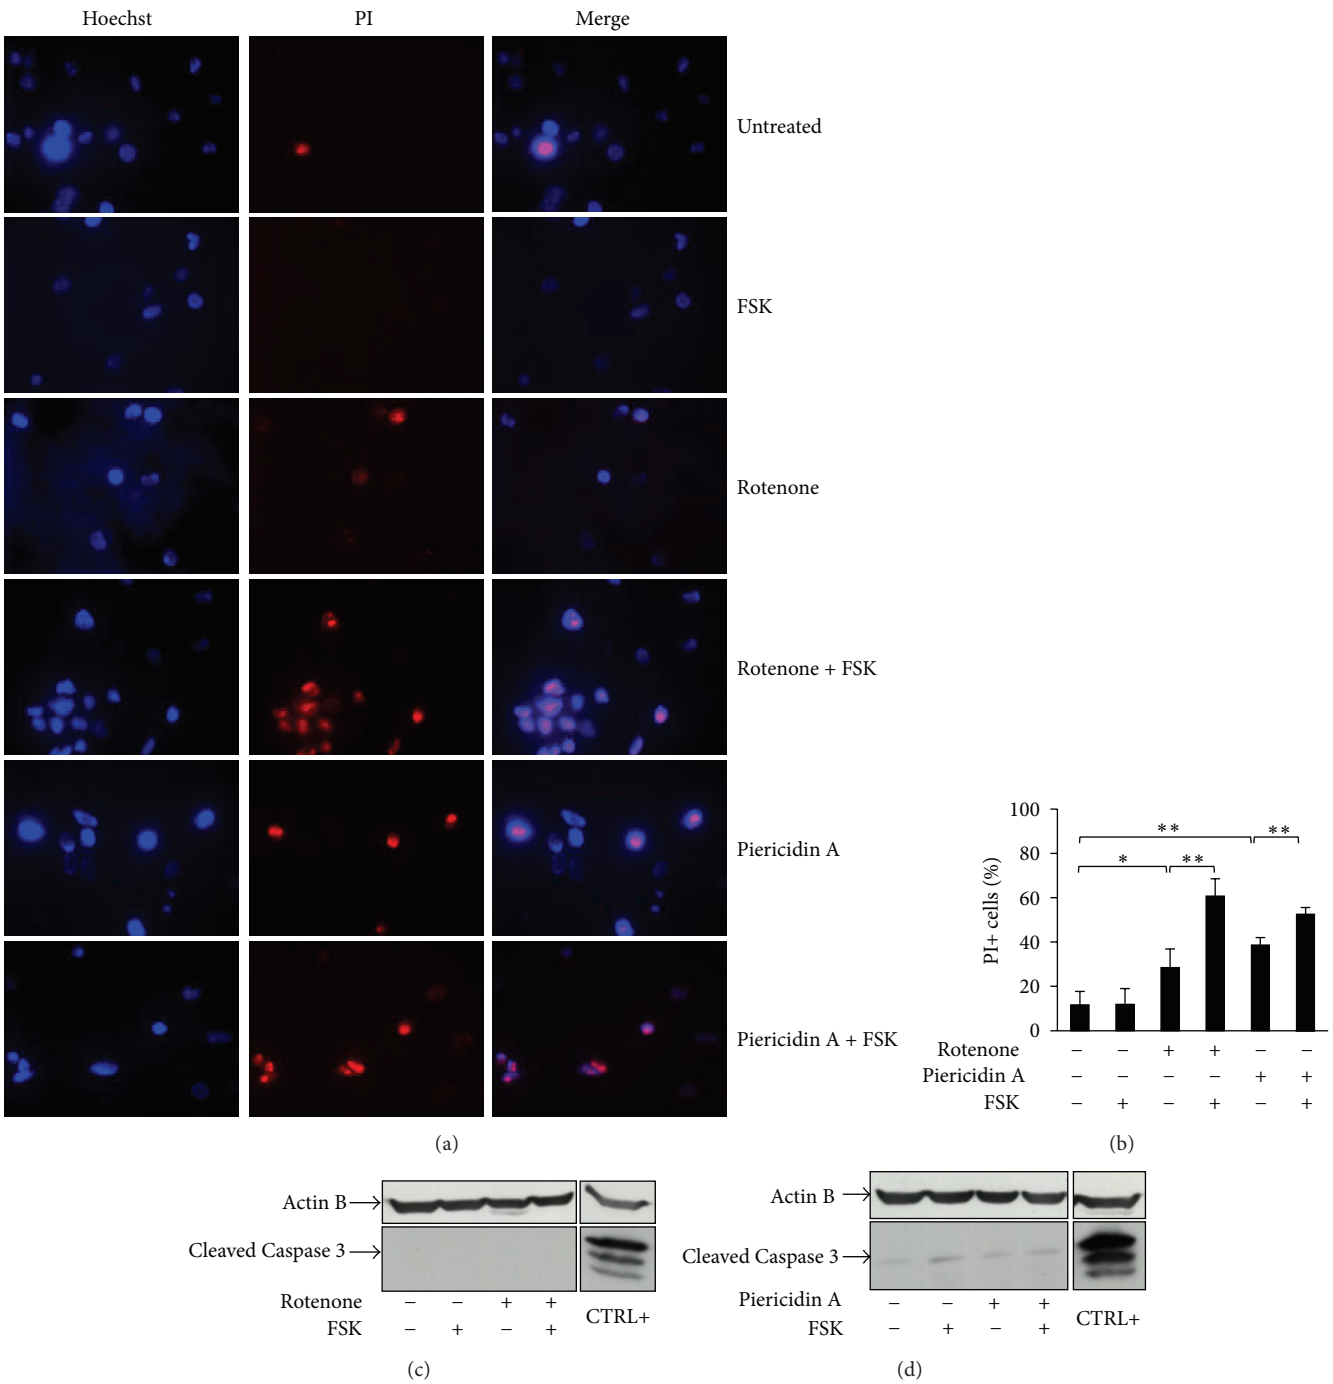 Hoechst PI Merge
Untreated
FSK
Rotenone
Rotenone + FSK
Piericidin A
Piericidin A + FSK
(a)
100
80
60
40
20
0
PI+ cells (%)
** **
* **
Rotenone − − + + − −
Piericidin A − − − − + +
FSK − + − + − +
(b)
Actin B
Cleaved Caspase 3
Rotenone − − + +
FSK − + − +
CTRL+
(c)
Actin B
Cleaved Caspase 3
Piericidin A − − + +
FSK − + − +
CTRL+
(d)